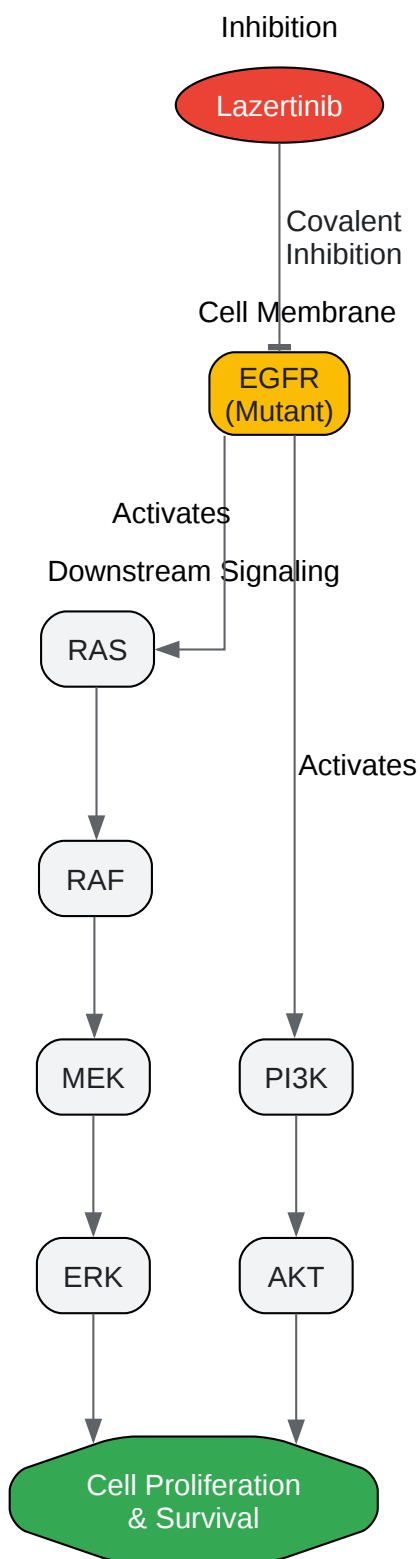 Inhibition
Lazertinib
Covalent
Inhibition
Cell Membrane
EGFR
(Mutant)
Activates
Downstream Signaling
RAS
Activates
RAF
MEK
PI3K
ERK
AKT
Cell Proliferation
& Survival